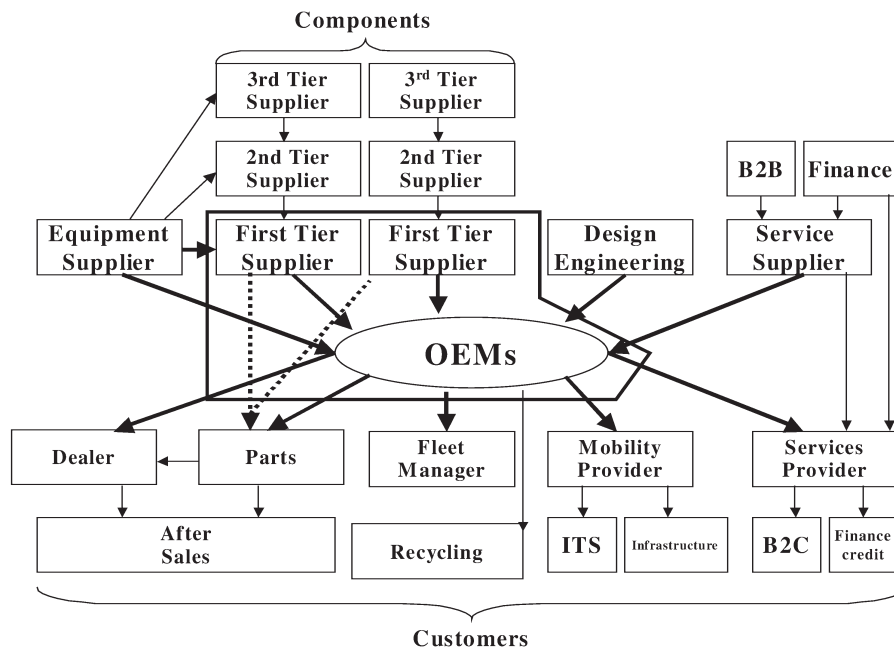 Components
3rd Tier
Supplier
3rd Tier
Supplier
2nd Tier
Supplier
2nd Tier
Supplier
B2B
Finance
Equipment
Supplier
First Tier
Supplier
First Tier
Supplier
Design
Engineering
Service
Supplier
OEMs
Dealer
Parts
Fleet
Manager
Mobility
Provider
Services
Provider
After
Sales
Recycling
ITS
Infrastructure
B2C
Finance
credit
Customers